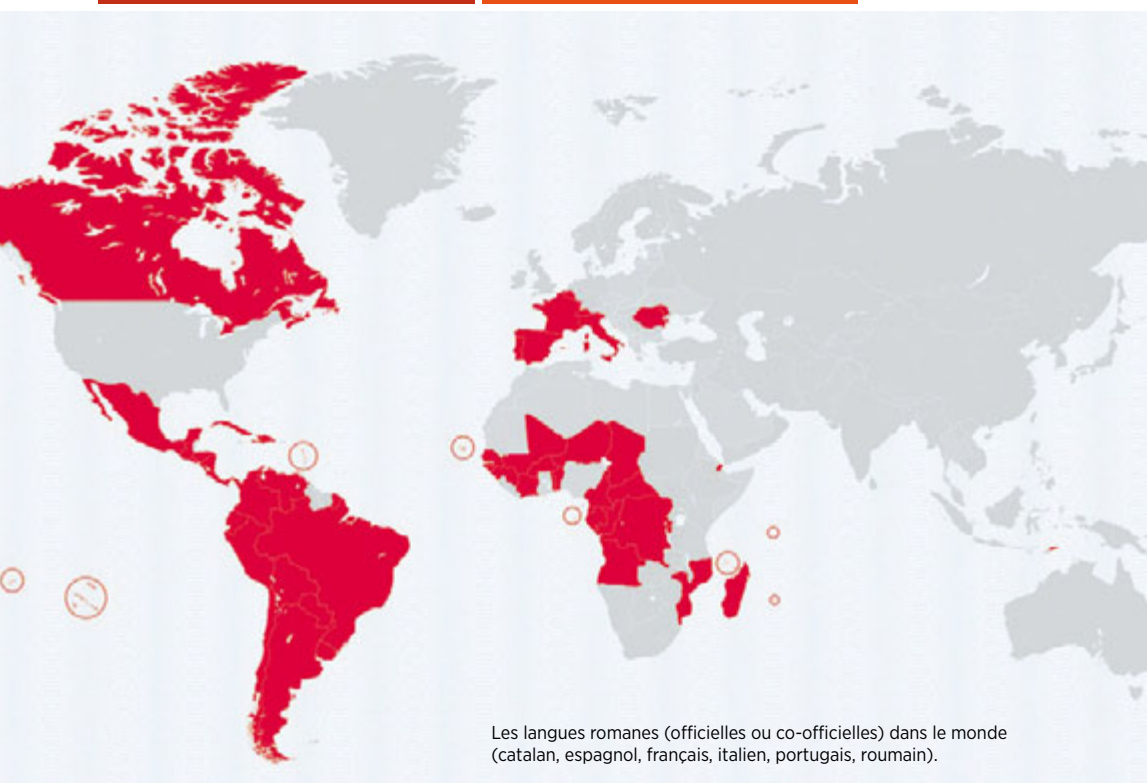 Les langues romanes (officielles ou co-officielles) dans le monde
(catalan, espagnol, français, italien, portugais, roumain).